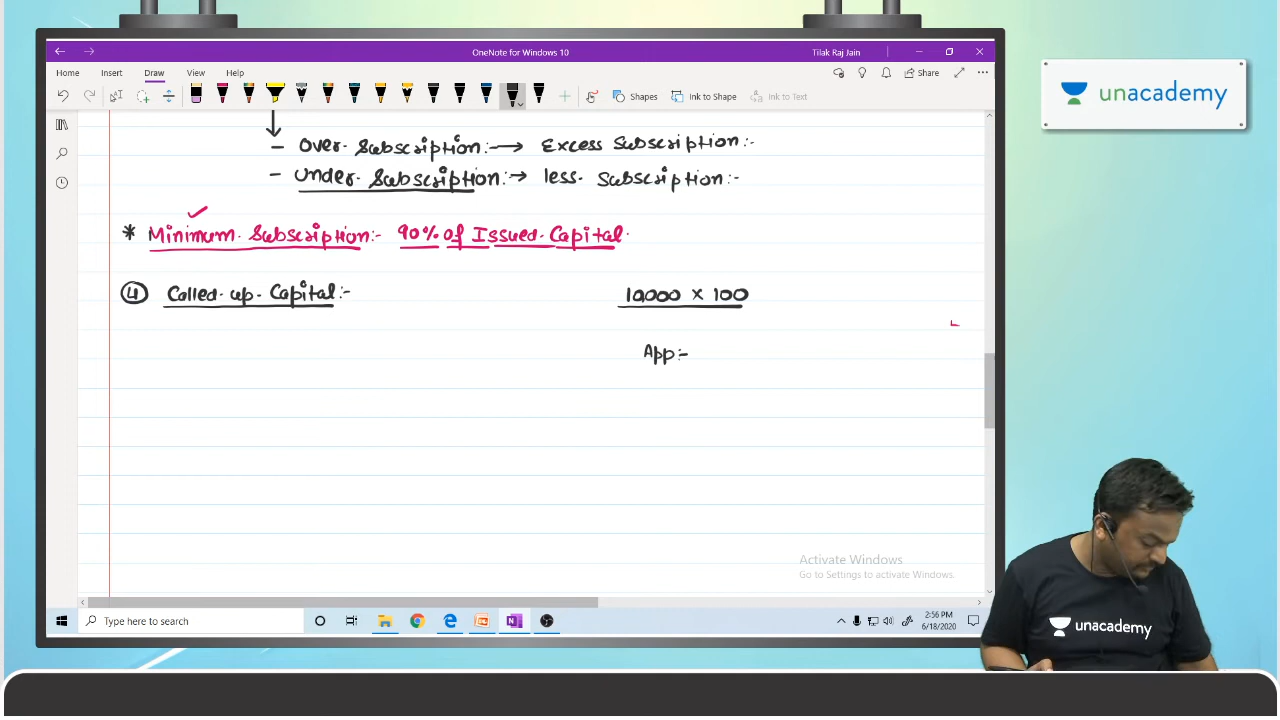 OneNote for Windows 10
Tilak Raj Jain
Home Insert Draw View Help
Share
Shapes Ink to Shape Ink to Text
unacademy
- Over Subscription:- → Excess Subscription:-
- Under Subscription:→ less Subscription:-
* Minimum Subscription:- 90% of Issued Capital
④ Called up Capital:- 10,000 × 100
App:-
Activate Windows
Go to Settings to activate Windows.
unacademy
Type here to search
2:56 PM
6/18/2020